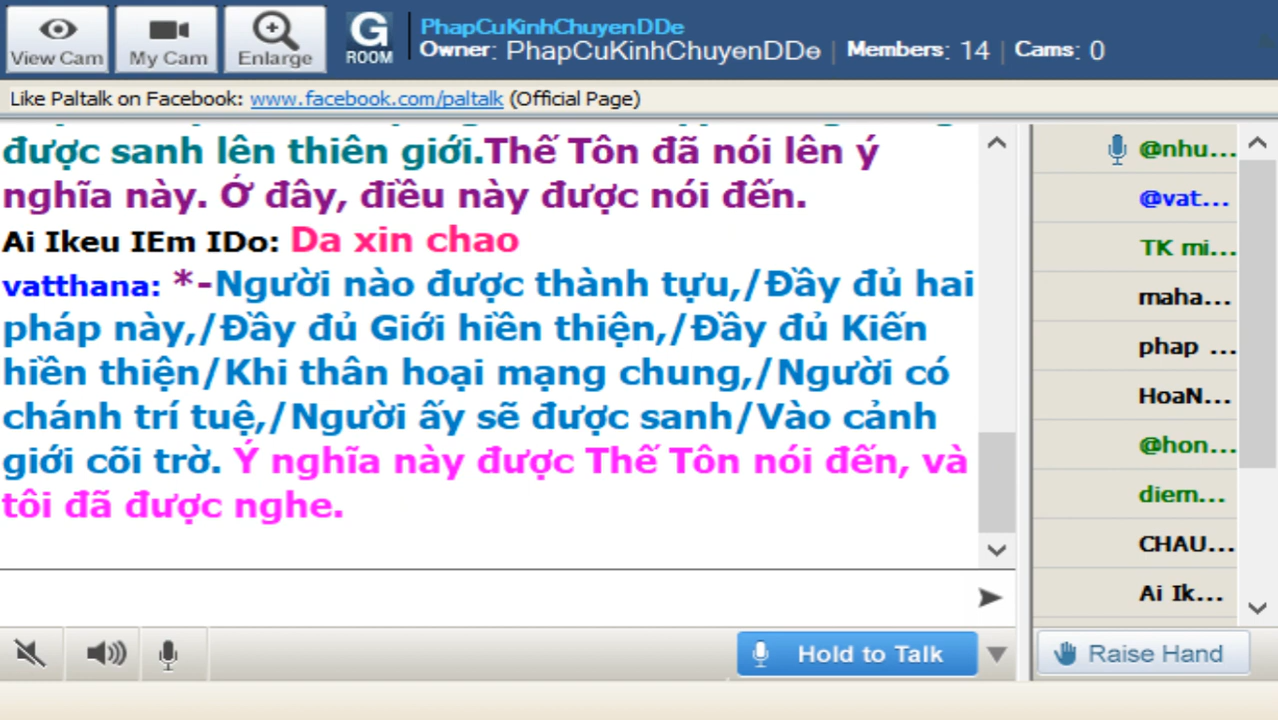 View Cam
My Cam
Enlarge
G
ROOM
PhapCuKinhChuyenDDe
Owner: PhapCuKinhChuyenDDe | Members: 14 | Cams: 0
Like Paltalk on Facebook: www.facebook.com/paltalk (Official Page)
được sanh lên thiên giới.Thế Tôn đã nói lên ý
nghĩa này. Ớ đây, điều này được nói đến.
Ai Ikeu IEm IDo: Da xin chao
vatthana: *-Người nào được thành tựu,/Đầy đủ hai
pháp này,/Đầy đủ Giới hiền thiện,/Đầy đủ Kiến
hiền thiện/Khi thân hoại mạng chung,/Người có
chánh trí tuệ,/Người ấy sẽ được sanh/Vào cảnh
giới cõi trờ. Ý nghĩa này được Thế Tôn nói đến, và
tôi đã được nghe.
@nhu...
@vat...
TK mi...
maha...
phap ...
HoaN...
@hon...
diem...
CHAU...
Ai Ik...
Hold to Talk
Raise Hand